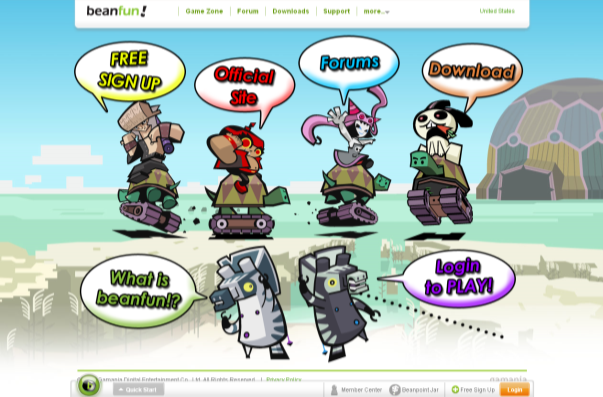 beanfun!
Game Zone | Forum | Downloads | Support | more...
United States
FREE
SIGN UP
Official
Site
Forums
Download
What is
beanfun!?
Login
to PLAY!
Gamania Digital Entertainment Co., Ltd. All Rights Reserved. | Privacy Policy
gamania
Quick Start
Member Center
Beanpoint Jar
Free Sign Up
Login